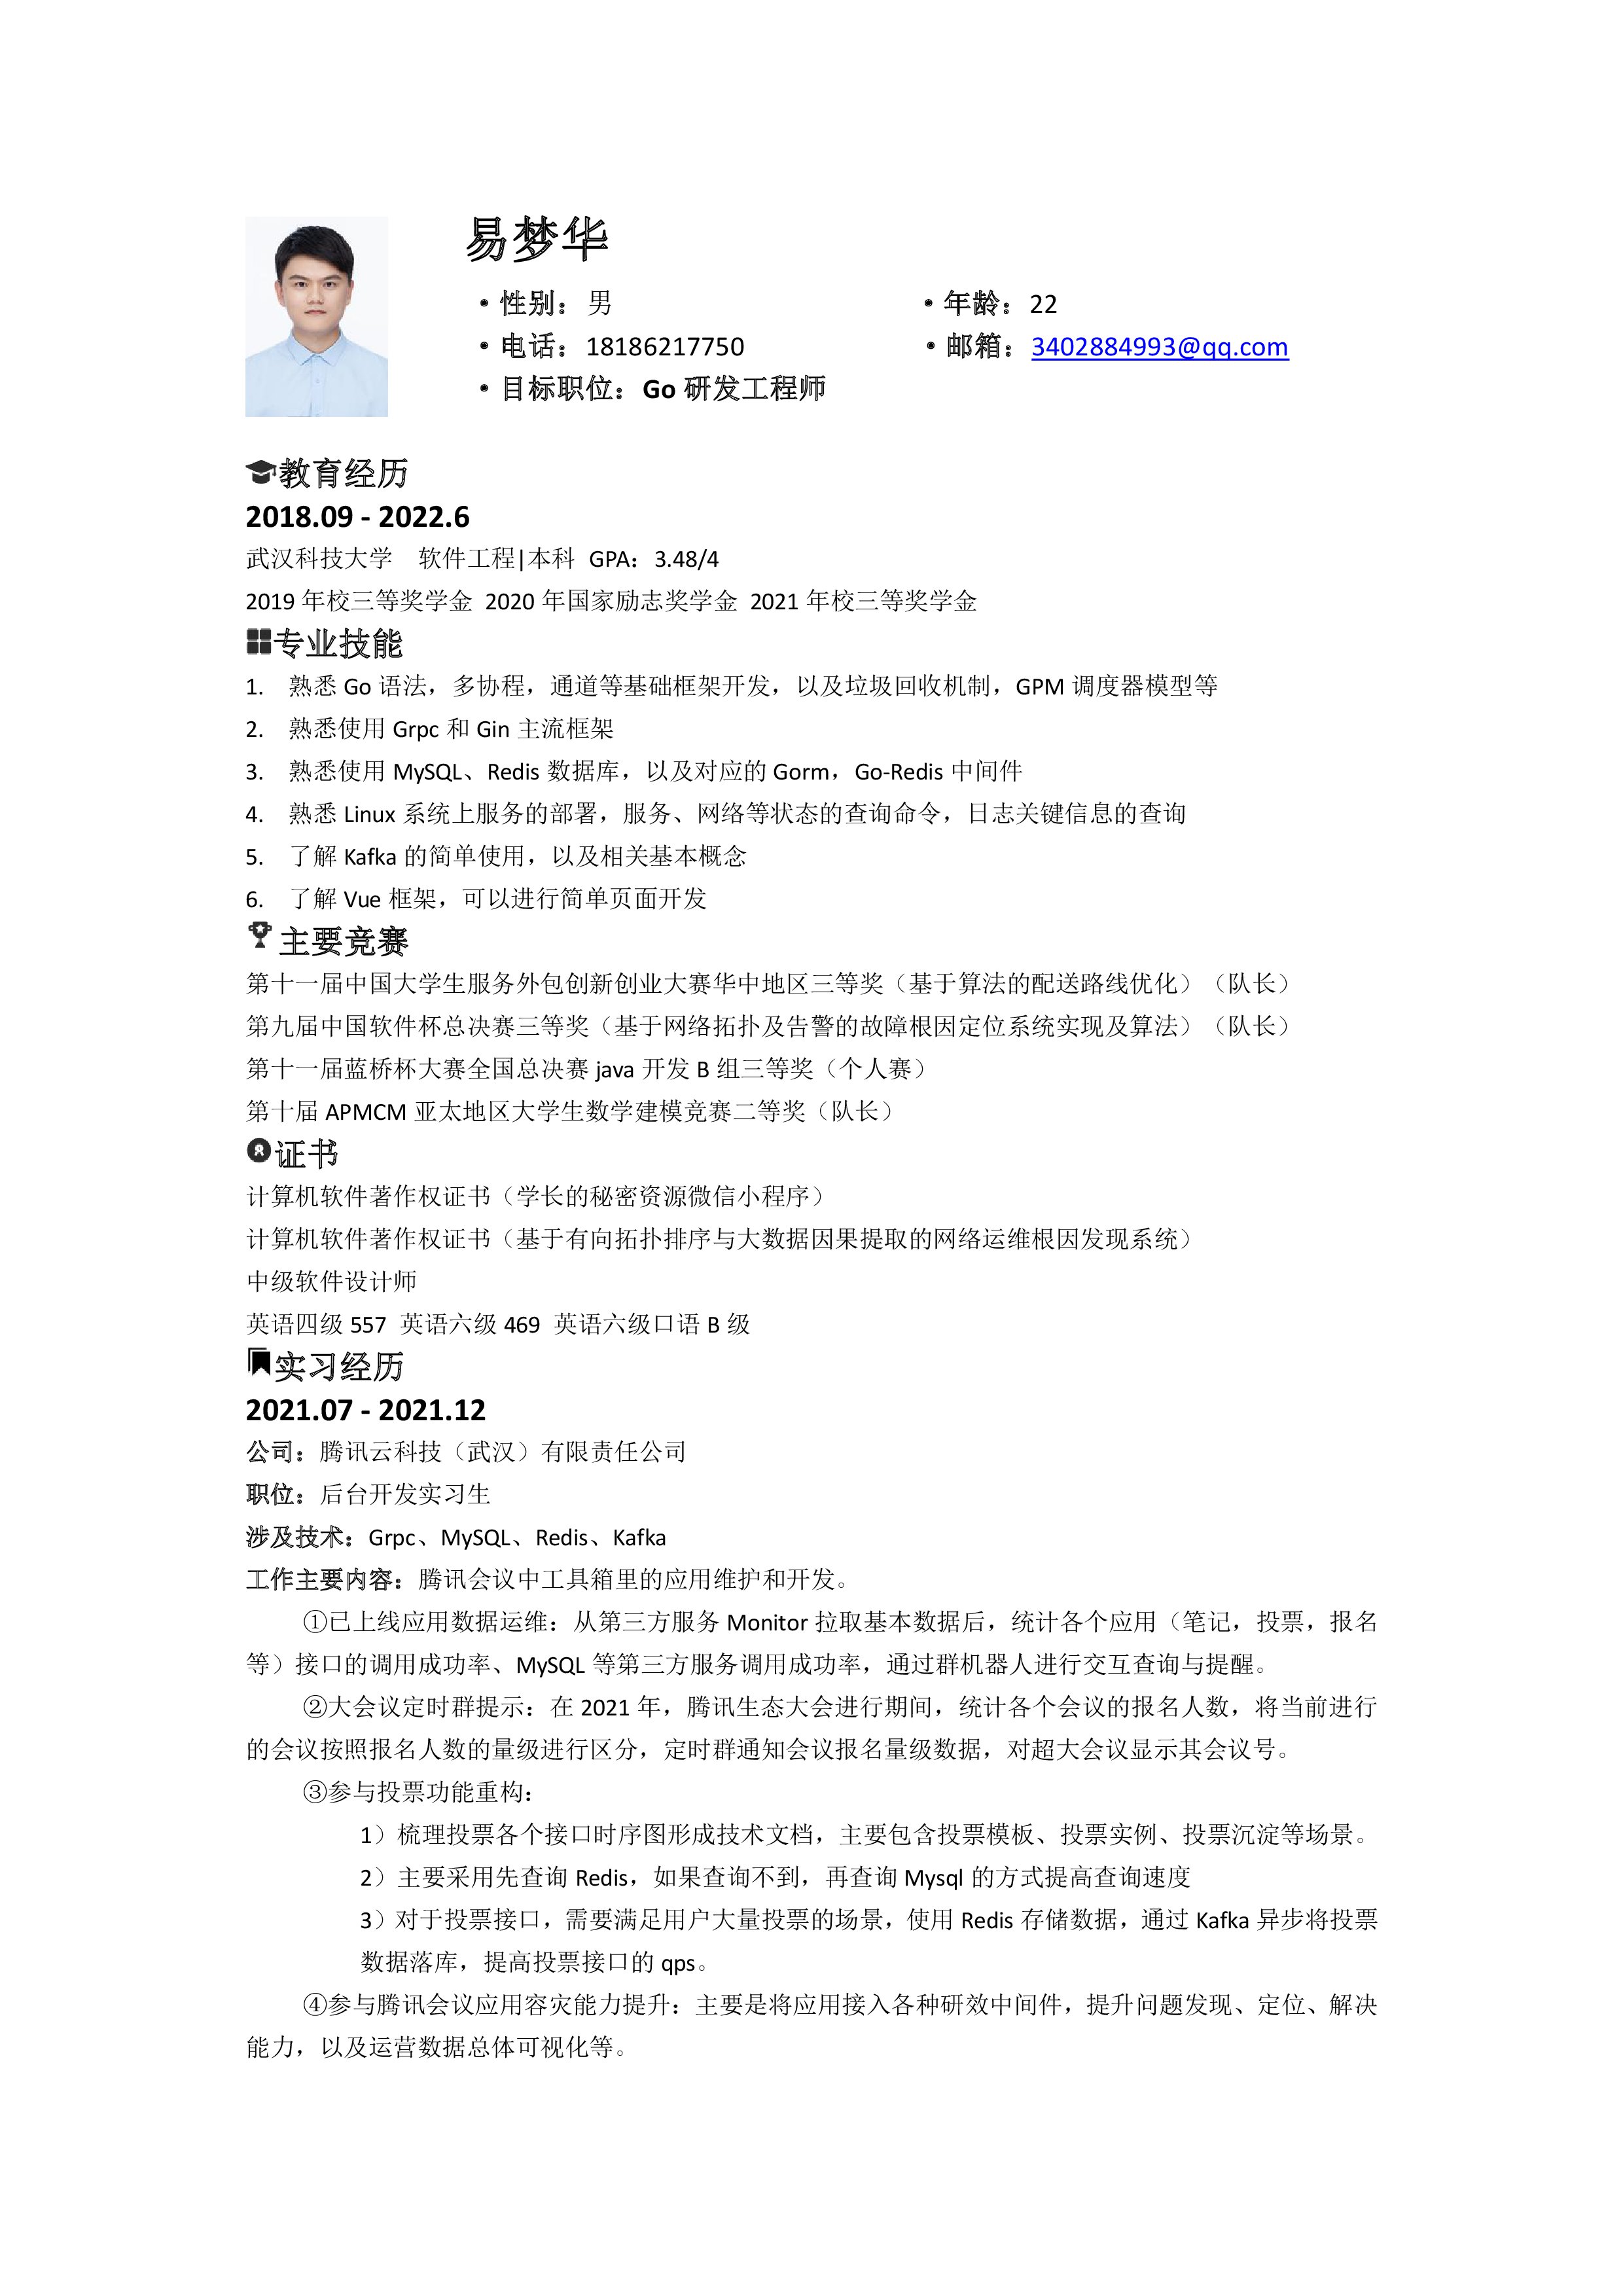 易梦华
• 性别：男 • 年龄：22
• 电话：18186217750 • 邮箱：3402884993@qq.com
• 目标职位：Go 研发工程师
教育经历
2018.09 - 2022.6
武汉科技大学 软件工程|本科 GPA：3.48/4
2019 年校三等奖学金 2020 年国家励志奖学金 2021 年校三等奖学金
专业技能
1. 熟悉 Go 语法，多协程，通道等基础框架开发，以及垃圾回收机制，GPM 调度器模型等
2. 熟悉使用 Grpc 和 Gin 主流框架
3. 熟悉使用 MySQL、Redis 数据库，以及对应的 Gorm，Go-Redis 中间件
4. 熟悉 Linux 系统上服务的部署，服务、网络等状态的查询命令，日志关键信息的查询
5. 了解 Kafka 的简单使用，以及相关基本概念
6. 了解 Vue 框架，可以进行简单页面开发
主要竞赛
第十一届中国大学生服务外包创新创业大赛华中地区三等奖（基于算法的配送路线优化）（队长）
第九届中国软件杯总决赛三等奖（基于网络拓扑及告警的故障根因定位系统实现及算法）（队长）
第十一届蓝桥杯大赛全国总决赛 java 开发 B 组三等奖（个人赛）
第十届 APMCM 亚太地区大学生数学建模竞赛二等奖（队长）
证书
计算机软件著作权证书（学长的秘密资源微信小程序）
计算机软件著作权证书（基于有向拓扑排序与大数据因果提取的网络运维根因发现系统）
中级软件设计师
英语四级 557 英语六级 469 英语六级口语 B 级
实习经历
2021.07 - 2021.12
公司：腾讯云科技（武汉）有限责任公司
职位：后台开发实习生
涉及技术：Grpc、MySQL、Redis、Kafka
工作主要内容：腾讯会议中工具箱里的应用维护和开发。
①已上线应用数据运维：从第三方服务 Monitor 拉取基本数据后，统计各个应用（笔记，投票，报名
等）接口的调用成功率、MySQL 等第三方服务调用成功率，通过群机器人进行交互查询与提醒。
②大会议定时群提示：在 2021 年，腾讯生态大会进行期间，统计各个会议的报名人数，将当前进行
的会议按照报名人数的量级进行区分，定时群通知会议报名量级数据，对超大会议显示其会议号。
③参与投票功能重构：
1）梳理投票各个接口时序图形成技术文档，主要包含投票模板、投票实例、投票沉淀等场景。
2）主要采用先查询 Redis，如果查询不到，再查询 Mysql 的方式提高查询速度
3）对于投票接口，需要满足用户大量投票的场景，使用 Redis 存储数据，通过 Kafka 异步将投票
数据落库，提高投票接口的 qps。
④参与腾讯会议应用容灾能力提升：主要是将应用接入各种研效中间件，提升问题发现、定位、解决
能力，以及运营数据总体可视化等。